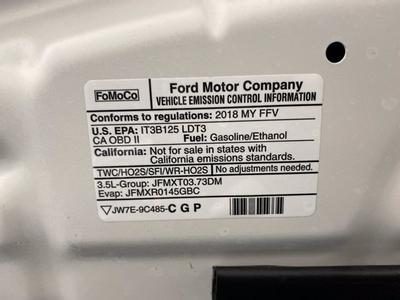 FoMoCo
Ford Motor Company
VEHICLE EMISSION CONTROL INFORMATION
Conforms to regulations: 2018 MY FFV
U.S. EPA: IT3B125 LDT3
CA OBD II Fuel: Gasoline/Ethanol
California: Not for sale in states with
California emissions standards.
TWC/HO2S/SFI/WR-HO2S No adjustments needed.
3.5L-Group: JFMXT03.73DM
Evap: JFMXR0145GBC
JW7E-9C485-CGP